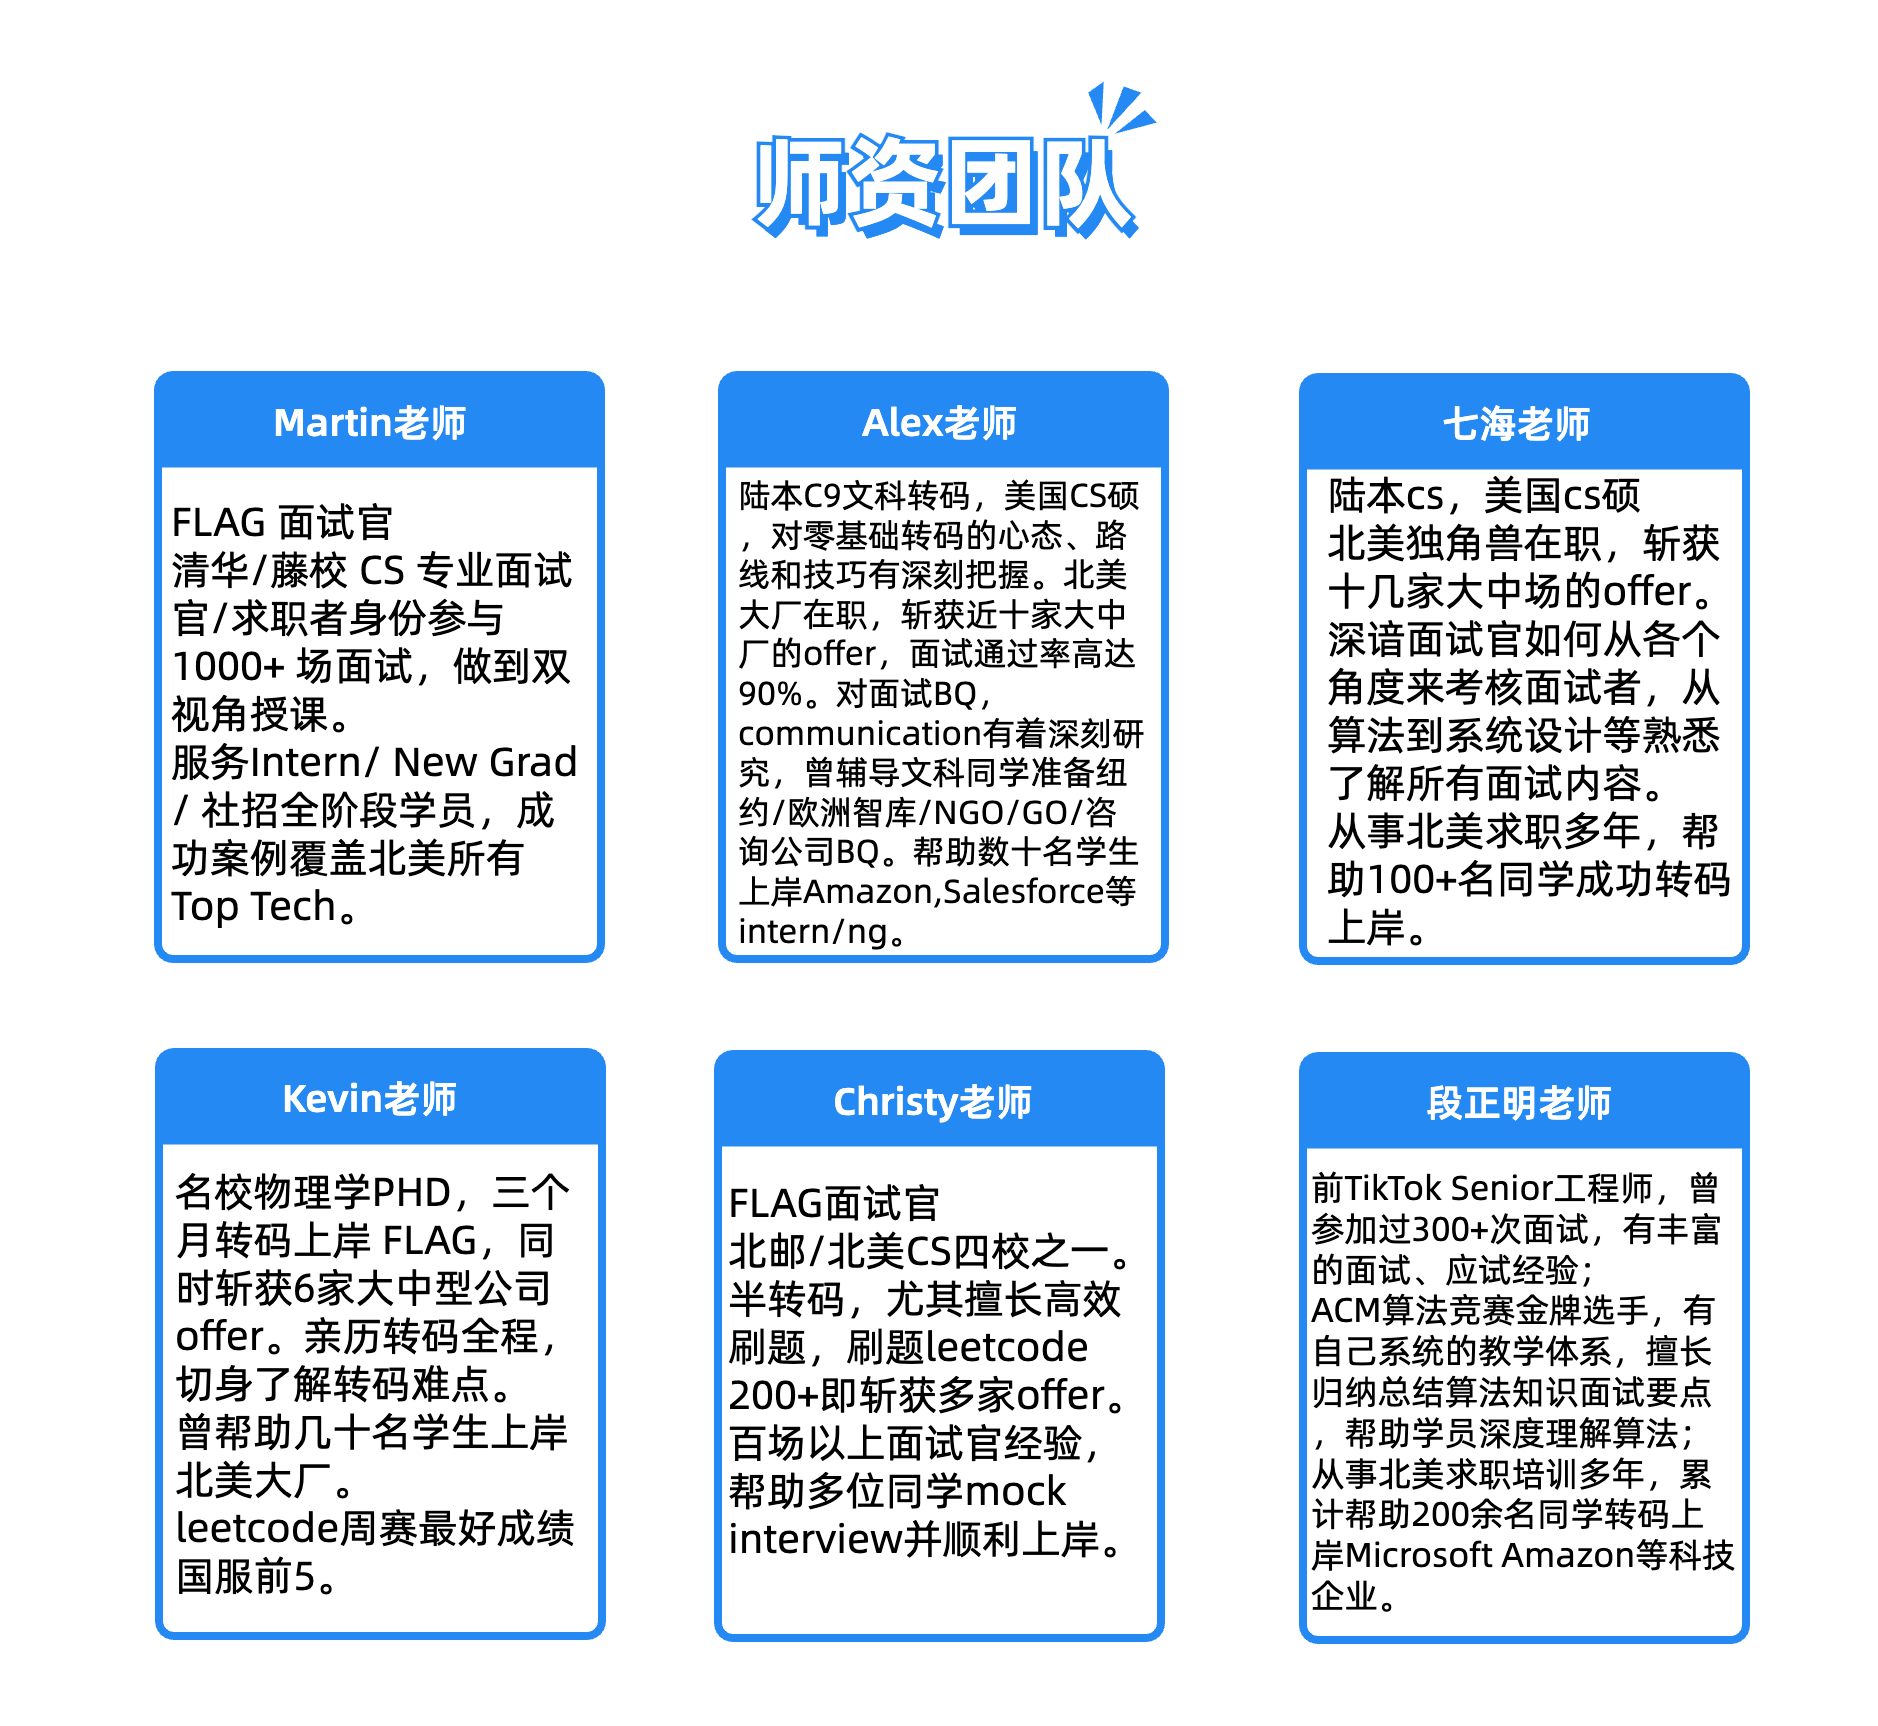 师资团队
Martin老师
FLAG 面试官
清华/藤校 CS 专业面试
官/求职者身份参与
1000+ 场面试，做到双
视角授课。
服务Intern/ New Grad
/ 社招全阶段学员，成
功案例覆盖北美所有
Top Tech。
Alex老师
陆本C9文科转码，美国CS硕
，对零基础转码的心态、路
线和技巧有深刻把握。北美
大厂在职，斩获近十家大中
厂的offer，面试通过率高达
90%。对面试BQ，
communication有着深刻研
究，曾辅导文科同学准备纽
约/欧洲智库/NGO/GO/咨
询公司BQ。帮助数十名学生
上岸Amazon,Salesforce等
intern/ng。
七海老师
陆本cs，美国cs硕
北美独角兽在职，斩获
十几家大中场的offer。
深谙面试官如何从各个
角度来考核面试者，从
算法到系统设计等熟悉
了解所有面试内容。
从事北美求职多年，帮
助100+名同学成功转码
上岸。
Kevin老师
名校物理学PHD，三个
月转码上岸 FLAG，同
时斩获6家大中型公司
offer。亲历转码全程，
切身了解转码难点。
曾帮助几十名学生上岸
北美大厂。
leetcode周赛最好成绩
国服前5。
Christy老师
FLAG面试官
北邮/北美CS四校之一。
半转码，尤其擅长高效
刷题，刷题leetcode
200+即斩获多家offer。
百场以上面试官经验，
帮助多位同学mock
interview并顺利上岸。
段正明老师
前TikTok Senior工程师，曾
参加过300+次面试，有丰富
的面试、应试经验；
ACM算法竞赛金牌选手，有
自己系统的教学体系，擅长
归纳总结算法知识面试要点
，帮助学员深度理解算法；
从事北美求职培训多年，累
计帮助200余名同学转码上
岸Microsoft Amazon等科技
企业。